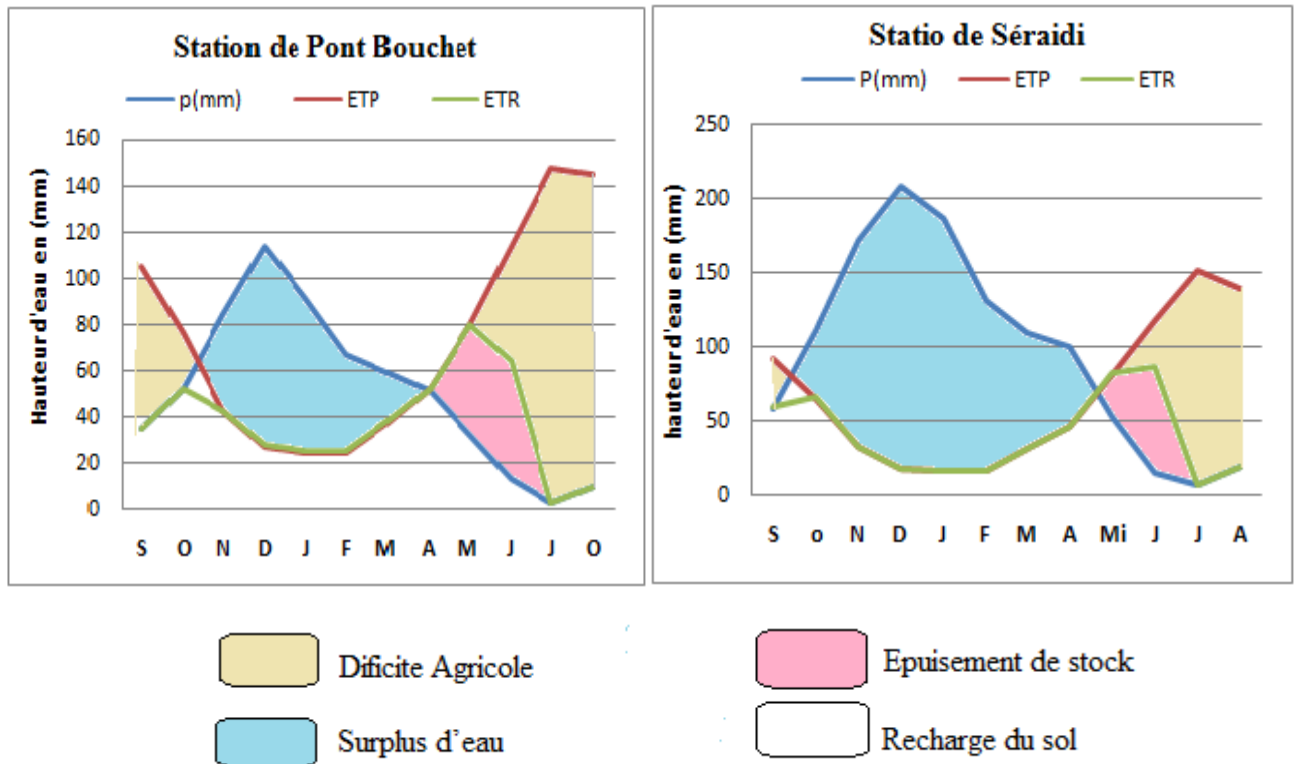 Station de Pont Bouchet
p(mm) ETP ETR
Hauteur d'eau en (mm)
160
140
120
100
80
60
40
20
0
S O N D J F M A M J J O
Statio de Séraidi
P(mm) ETP ETR
hauteur d'eau en (mm)
250
200
150
100
50
0
S o N D J F M A Mi J J A
Dificite Agricole
Surplus d'eau
Epuisement de stock
Recharge du sol